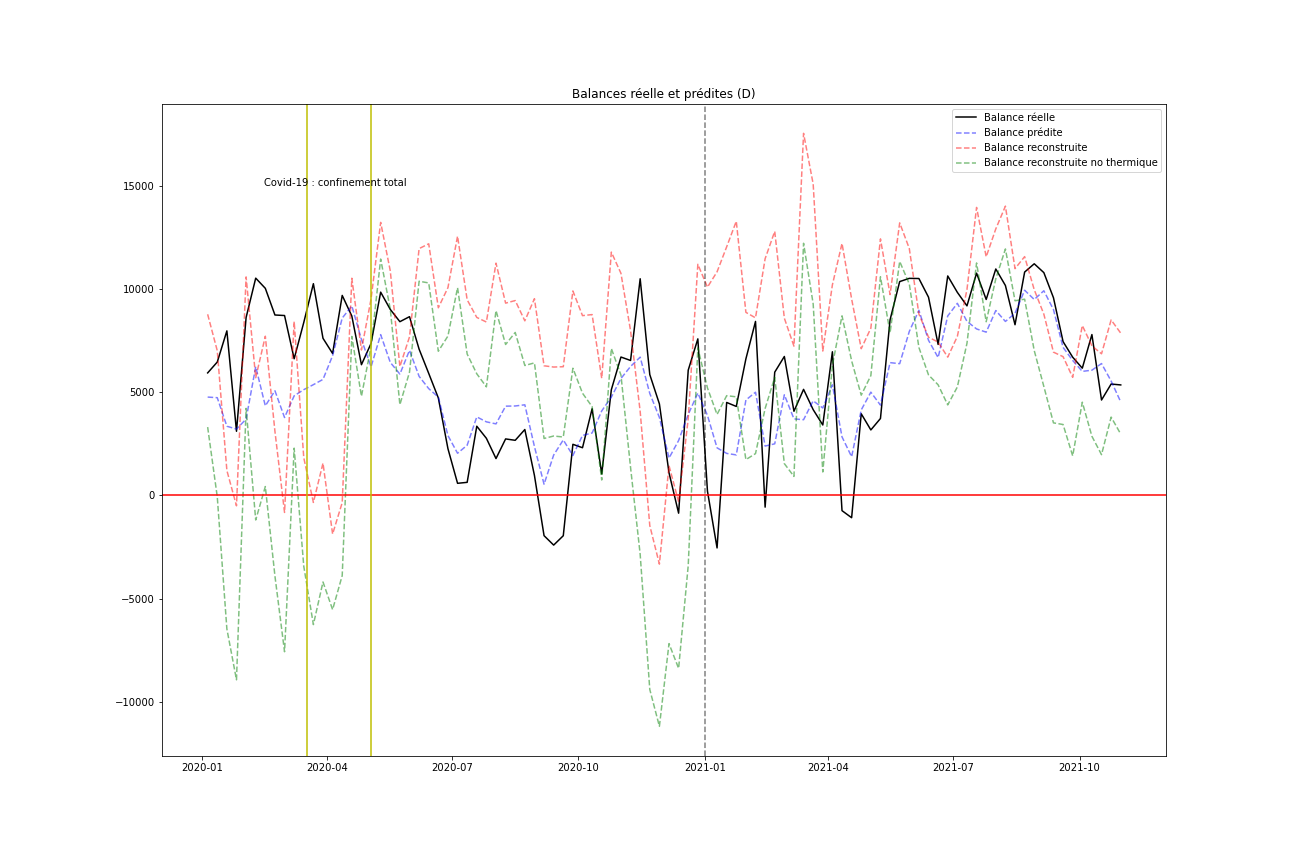 Balances réelle et prédites (D)
Balance réelle
Balance prédite
Balance reconstruite
Balance reconstruite no thermique
Covid-19 : confinement total
15000
10000
5000
0
−5000
−10000
2020-01
2020-04
2020-07
2020-10
2021-01
2021-04
2021-07
2021-10